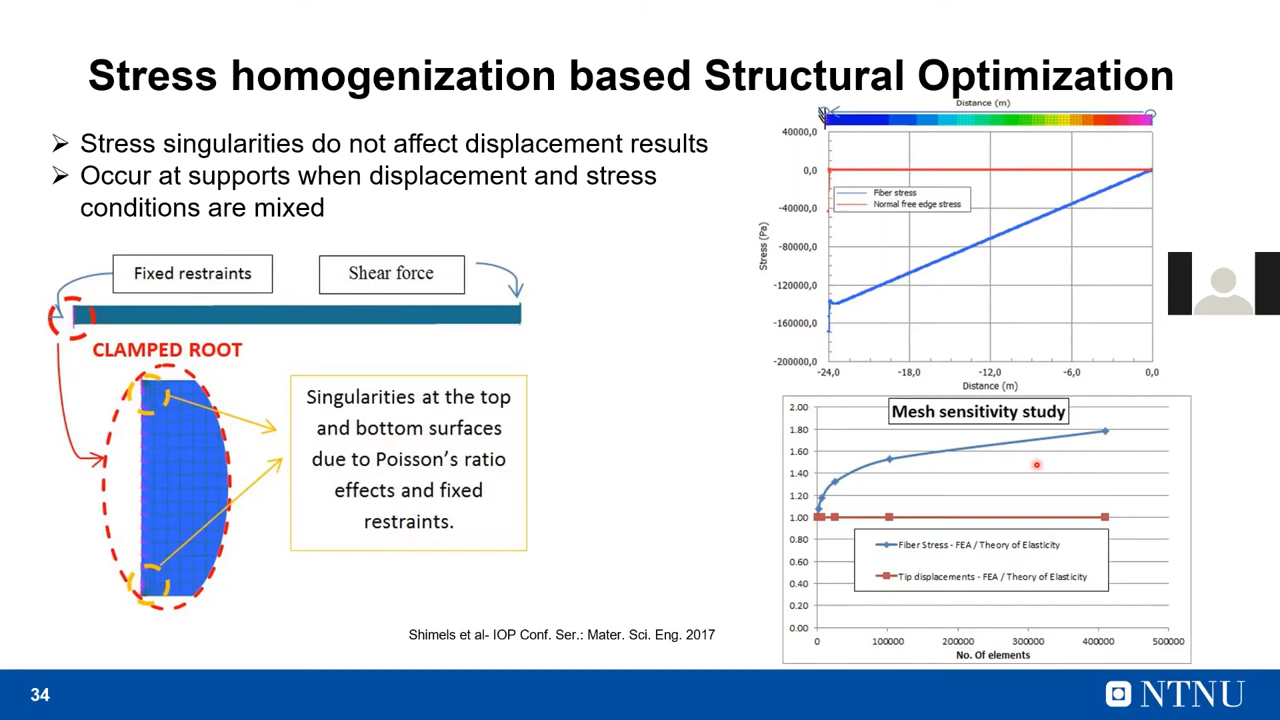 Stress homogenization based Structural Optimization
➢ Stress singularities do not affect displacement results
➢ Occur at supports when displacement and stress
conditions are mixed
Fixed restraints
Shear force
CLAMPED ROOT
Singularities at the top
and bottom surfaces
due to Poisson's ratio
effects and fixed
restraints.
Shimels et al- IOP Conf. Ser.: Mater. Sci. Eng. 2017
Distance (m)
40000,0
0,0
-40000,0
-80000,0
-120000,0
-160000,0
-200000,0
Stress (Pa)
Fiber stress
Normal free edge stress
-24,0 -18,0 -12,0 -6,0 0,0
Distance (m)
Mesh sensitivity study
2.00
1.80
1.60
1.40
1.20
1.00
0.80
0.60
0.40
0.20
0.00
Fiber Stress - FEA / Theory of Elasticity
Tip displacements - FEA / Theory of Elasticity
0 100000 200000 300000 400000 500000
No. Of elements
34
NTNU